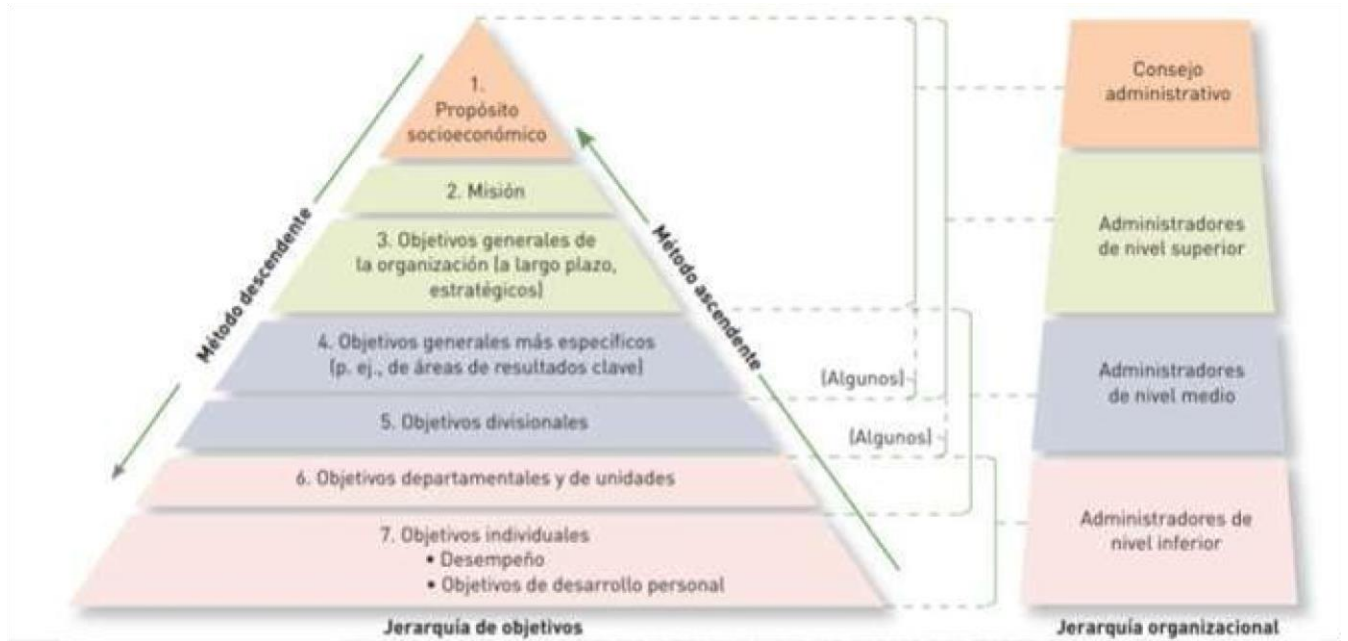 1.
Propósito
socioeconómico
2. Misión
3. Objetivos generales de
la organización (a largo plazo,
estratégicos)
4. Objetivos generales más específicos
(p. ej., de áreas de resultados clave)
5. Objetivos divisionales
6. Objetivos departamentales y de unidades
7. Objetivos individuales
• Desempeño
• Objetivos de desarrollo personal
Método descendente
Método ascendente
(Algunos)
(Algunos)
Jerarquía de objetivos
Consejo
administrativo
Administradores
de nivel superior
Administradores
de nivel medio
Administradores de
nivel inferior
Jerarquía organizacional